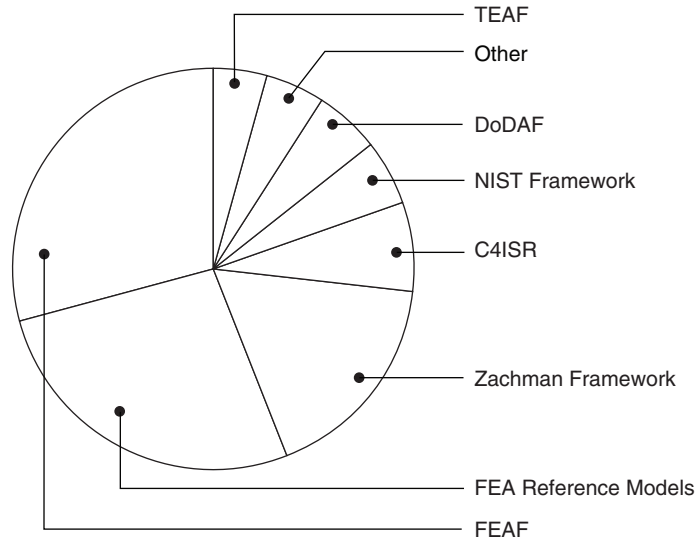 TEAF
Other
DoDAF
NIST Framework
C4ISR
Zachman Framework
FEA Reference Models
FEAF